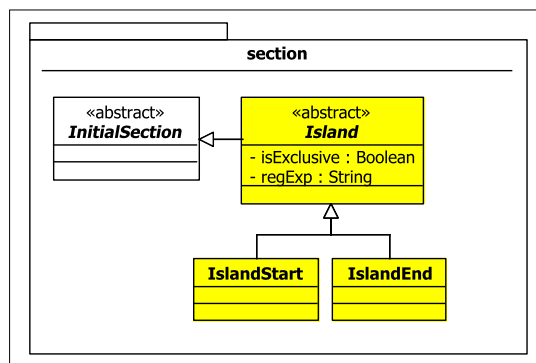 section
«abstract»
InitialSection
«abstract»
Island
- isExclusive : Boolean
- regExp : String
IslandStart
IslandEnd